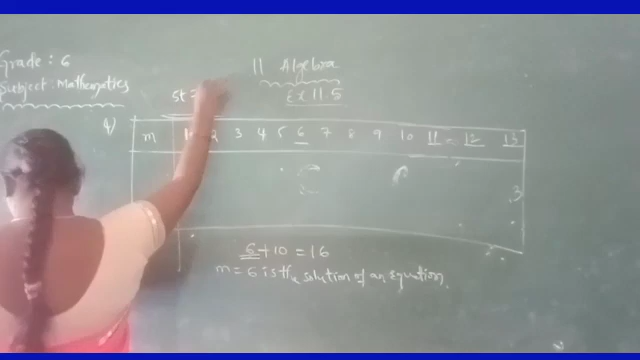 Grade : 6
Subject : Mathematics
11 Algebra
Ex 11.5
m 1 2 3 4 5 6 7 8 9 10 11 12 13
3
6 + 10 = 16
m = 6 is the solution of an equation.